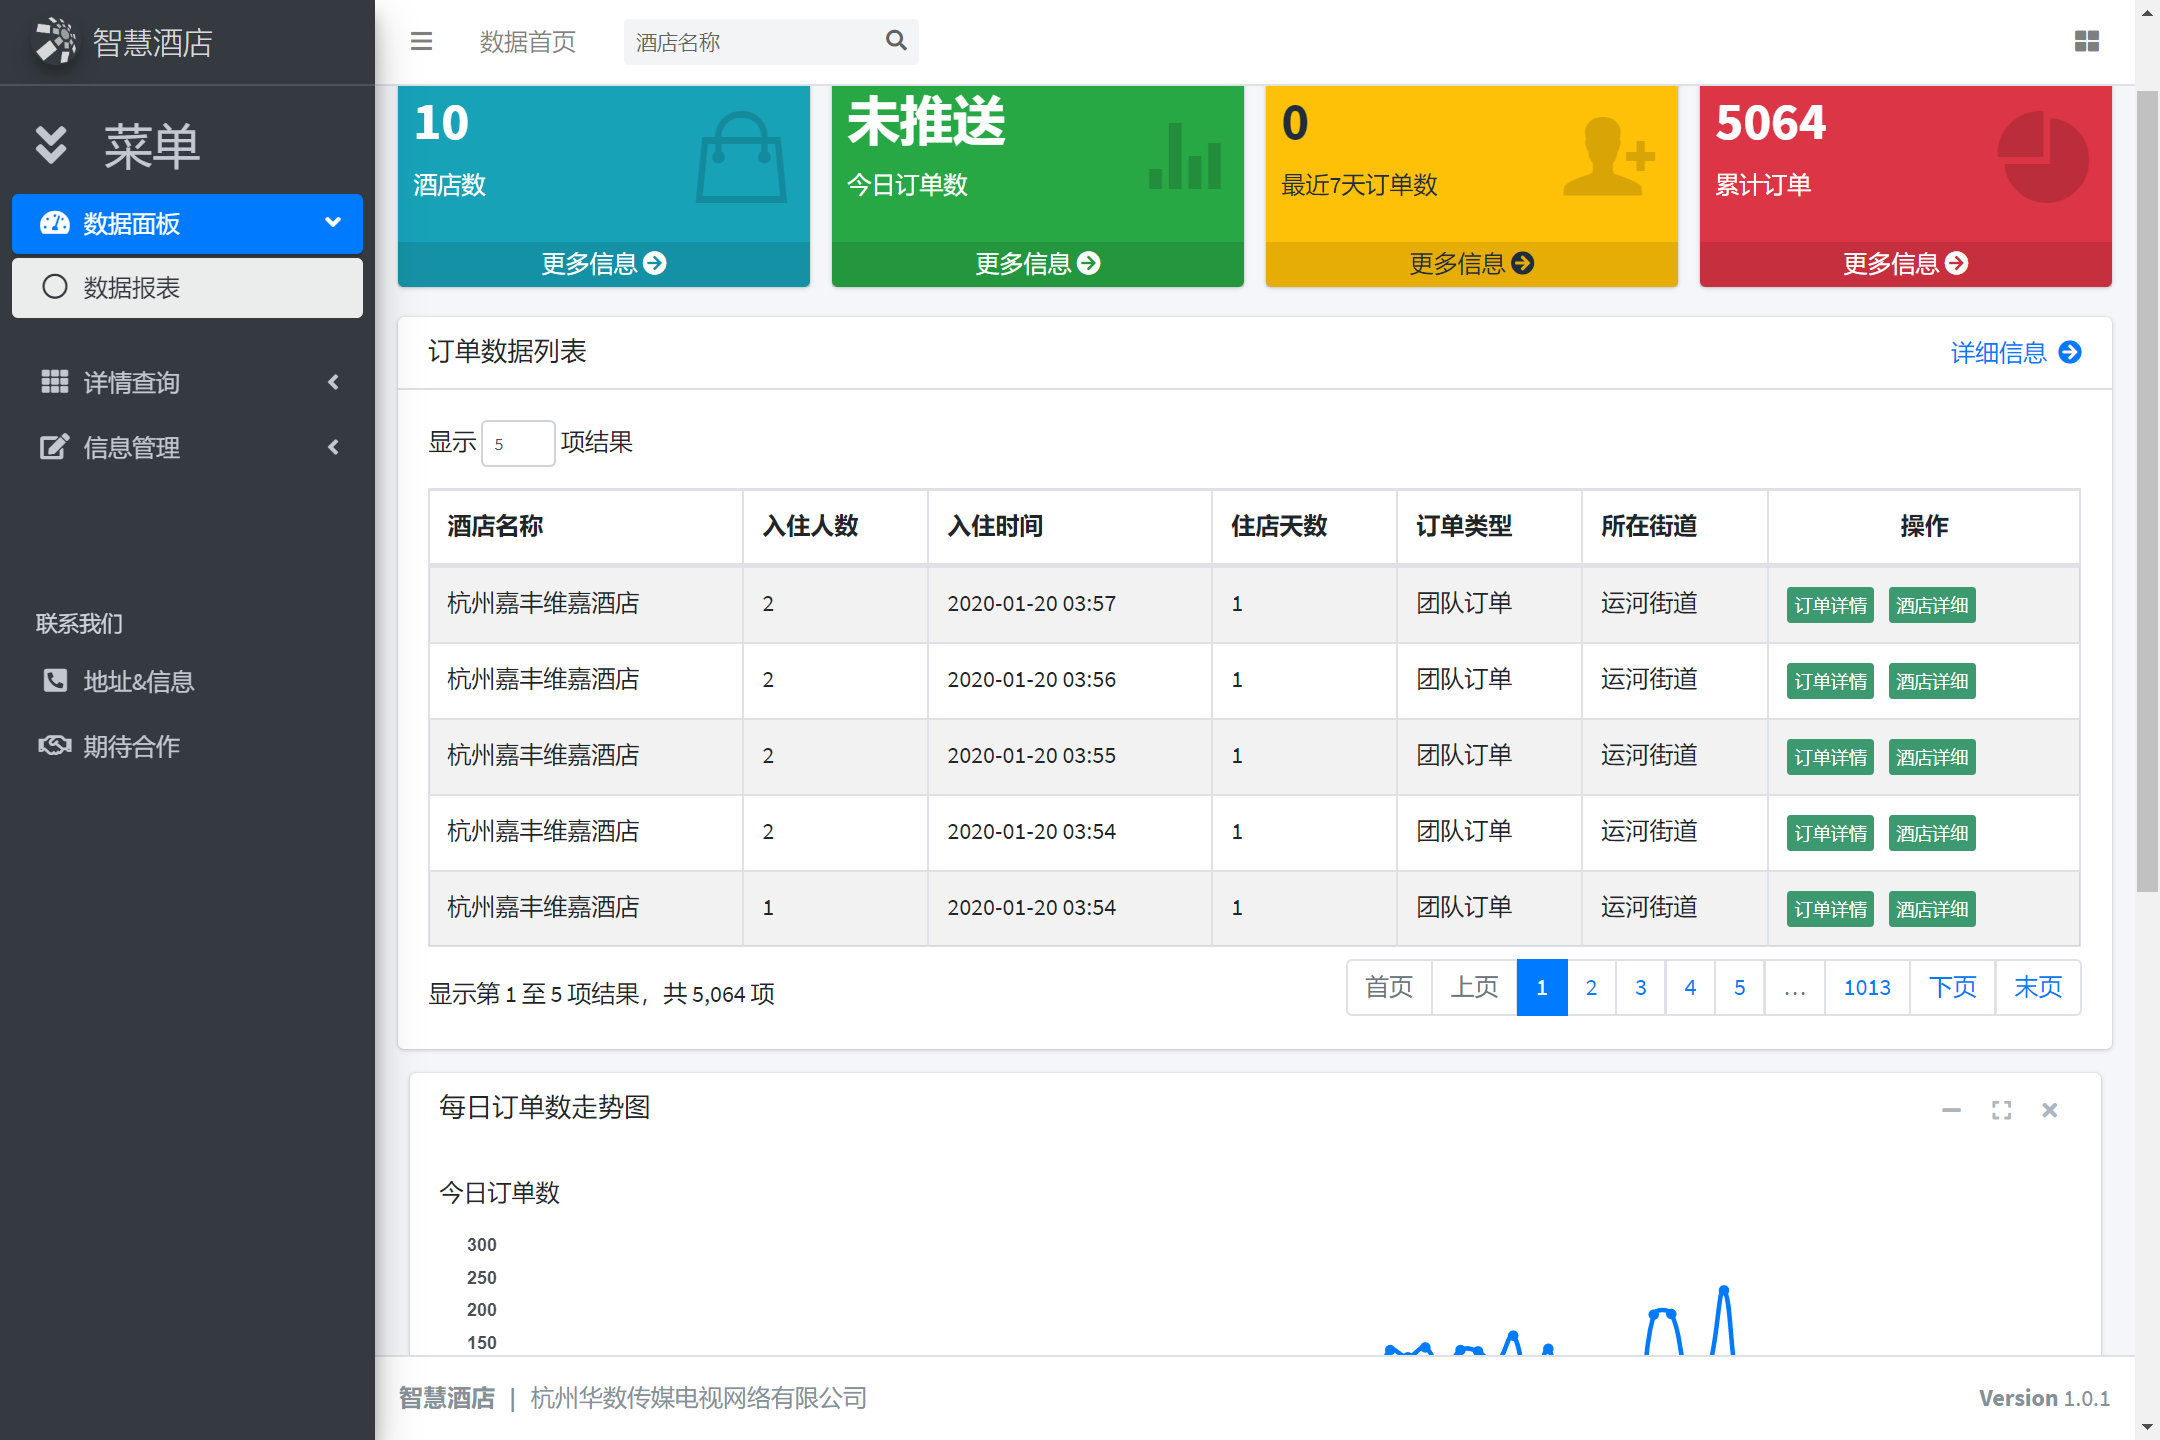 智慧酒店
数据首页
酒店名称
菜单
数据面板
数据报表
详情查询
信息管理
联系我们
地址&信息
期待合作
10
酒店数
更多信息
未推送
今日订单数
更多信息
0
最近7天订单数
更多信息
5064
累计订单
更多信息
订单数据列表
详细信息
显示 5 项结果
酒店名称 入住人数 入住时间 住店天数 订单类型 所在街道 操作
杭州嘉丰维嘉酒店 2 2020-01-20 03:57 1 团队订单 运河街道 订单详情 酒店详细
杭州嘉丰维嘉酒店 2 2020-01-20 03:56 1 团队订单 运河街道 订单详情 酒店详细
杭州嘉丰维嘉酒店 2 2020-01-20 03:55 1 团队订单 运河街道 订单详情 酒店详细
杭州嘉丰维嘉酒店 2 2020-01-20 03:54 1 团队订单 运河街道 订单详情 酒店详细
杭州嘉丰维嘉酒店 1 2020-01-20 03:54 1 团队订单 运河街道 订单详情 酒店详细
显示第 1 至 5 项结果，共 5,064 项
首页 上页 1 2 3 4 5 … 1013 下页 末页
每日订单数走势图
今日订单数
300
250
200
150
智慧酒店 | 杭州华数传媒电视网络有限公司
Version 1.0.1